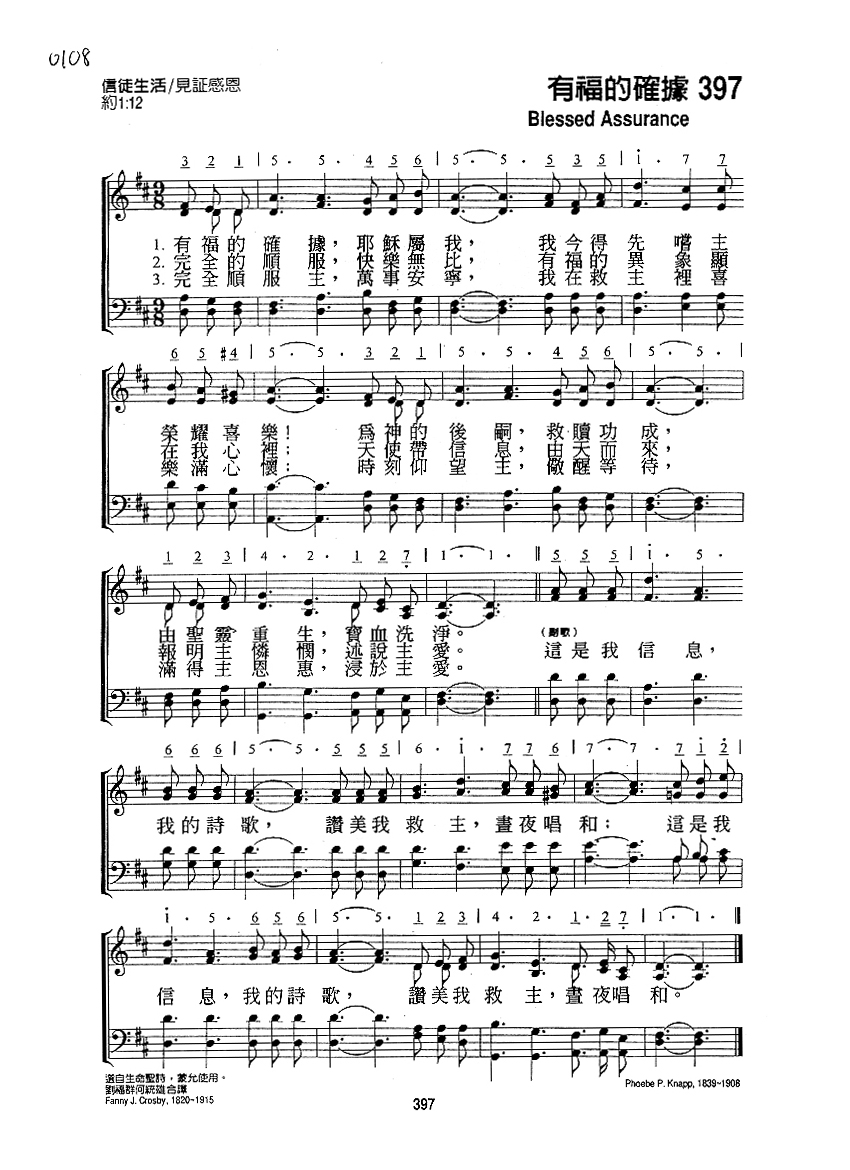 0108
信徒生活/見証感恩
約1:12
有福的確據 397
Blessed Assurance
3 2 1 | 5 . 5 . 4 5 6 | 5 . 5 . 5 3 5 | i . 7 7
1. 有福的確據，耶穌屬我，我今得先嚐主
2. 完全的順服，快樂無比，有福的異象顯
3. 完全順服主，萬事安寧，我在救主裡喜
6 5 #4 | 5 . 5 . 3 2 1 | 5 . 5 . 4 5 6 | 5 . 5 . |
榮耀喜樂！為神的後嗣，救贖功成，
在我心裡；天使帶信息，由天而來，
樂滿心懷；時刻仰望主，儆醒等待，
1 2 3 | 4 . 2 . 1 2 7 | 1 . 1 . || 5 5 5 | i . 5 .
由聖靈重生，寶血洗淨。（副歌）這是我信息，
報明主憐憫，述說主愛。
滿得主恩惠，浸於主愛。
6 6 6 | 5 . 5 . 5 5 5 | 6 . i . 7 7 6 | 7 . 7 . 7 i 2 |
我的詩歌，讚美我救主，晝夜唱和；這是我
i . 5 . 6 5 6 | 5 . 5 . 1 2 3 | 4 . 2 . 1 2 7 | 1 . 1 . ||
信息，我的詩歌，讚美我救主，晝夜唱和。
選自生命聖詩，蒙允使用。
劉福群何統雄合譯
Fanny J. Crosby, 1820~1915
Phoebe P. Knapp, 1839~1908
397